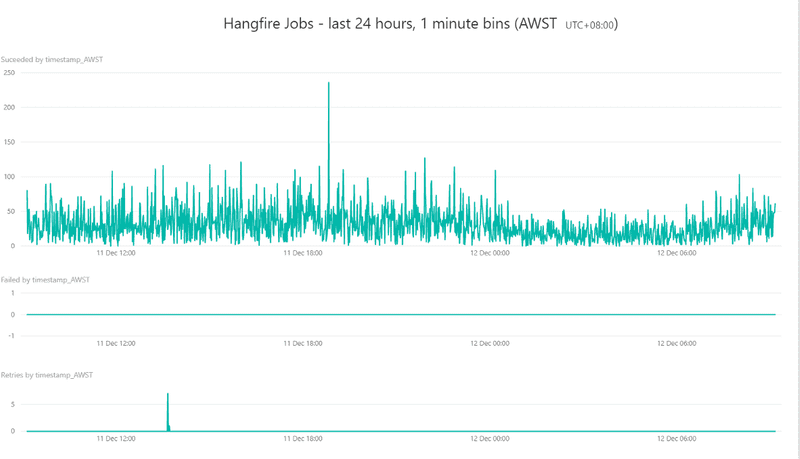 Hangfire Jobs - last 24 hours, 1 minute bins (AWST UTC+08:00)
Suceeded by timestamp_AWST
250
200
150
100
50
0
11 Dec 12:00 11 Dec 18:00 12 Dec 00:00 12 Dec 06:00
Failed by timestamp_AWST
1
0
-1
11 Dec 12:00 11 Dec 18:00 12 Dec 00:00 12 Dec 06:00
Retries by timestamp_AWST
5
0
11 Dec 12:00 11 Dec 18:00 12 Dec 00:00 12 Dec 06:00